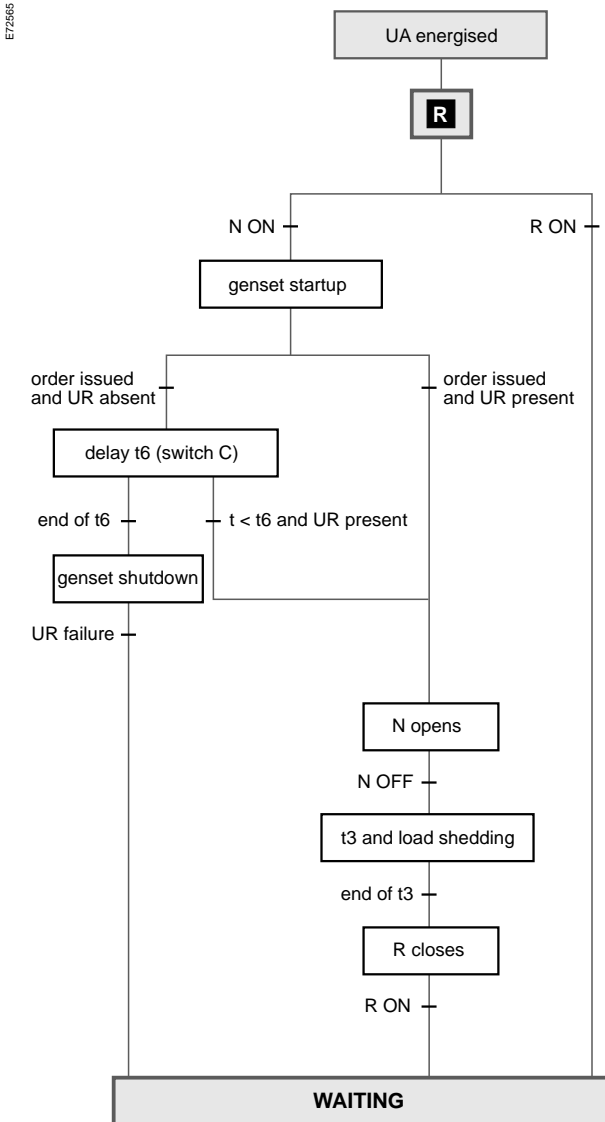 E72565
UA energised
R
N ON
R ON
genset startup
order issued
and UR absent
order issued
and UR present
delay t6 (switch C)
end of t6
t < t6 and UR present
genset shutdown
UR failure
N opens
N OFF
t3 and load shedding
end of t3
R closes
R ON
WAITING